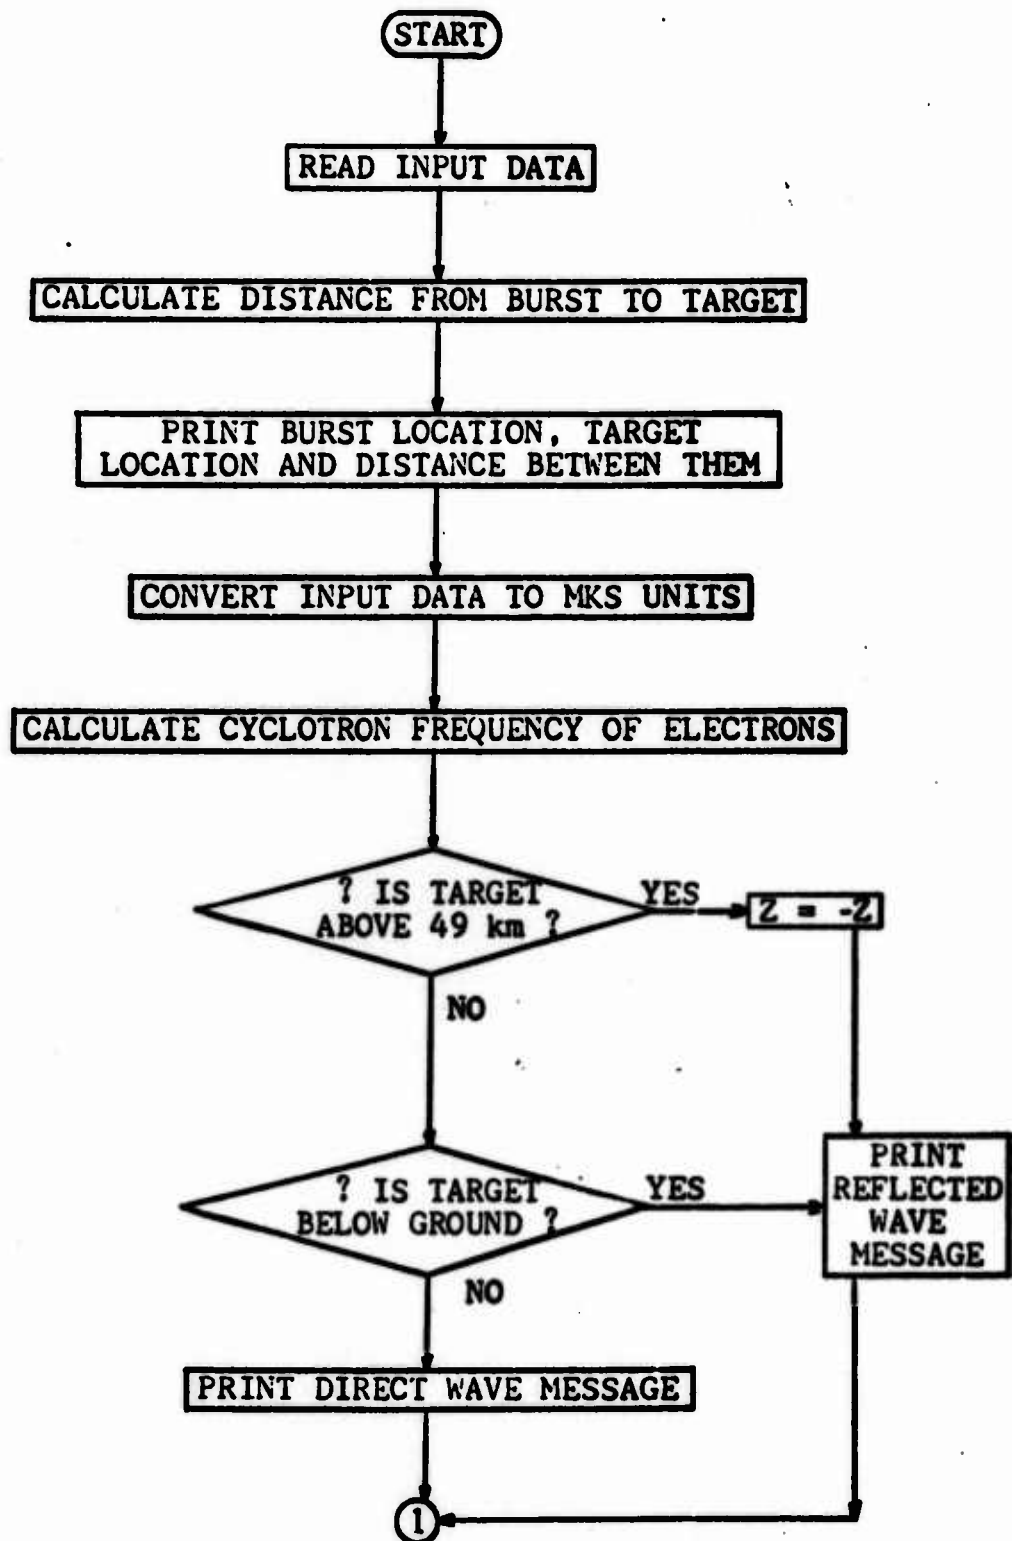 START
READ INPUT DATA
CALCULATE DISTANCE FROM BURST TO TARGET
PRINT BURST LOCATION, TARGET
LOCATION AND DISTANCE BETWEEN THEM
CONVERT INPUT DATA TO MKS UNITS
CALCULATE CYCLOTRON FREQUENCY OF ELECTRONS
? IS TARGET
ABOVE 49 km ?
YES
Z = -Z
NO
? IS TARGET
BELOW GROUND ?
YES
PRINT
REFLECTED
WAVE
MESSAGE
NO
PRINT DIRECT WAVE MESSAGE
1